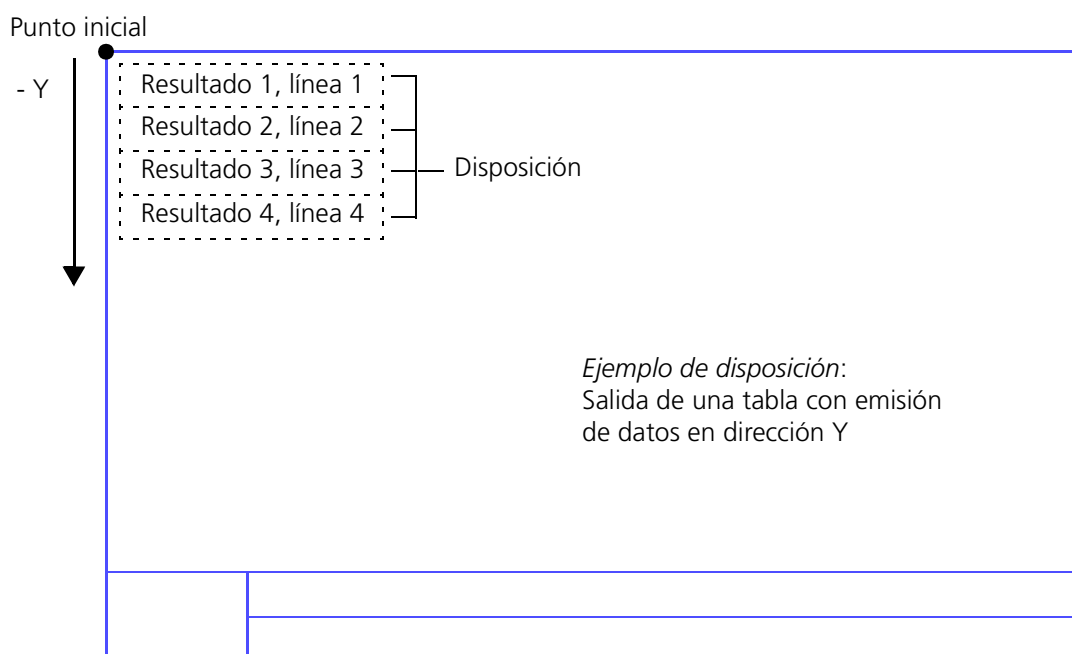 Punto inicial
- Y
Resultado 1, línea 1
Resultado 2, línea 2
Resultado 3, línea 3
Disposición
Resultado 4, línea 4
Ejemplo de disposición:
Salida de una tabla con emisión
de datos en dirección Y